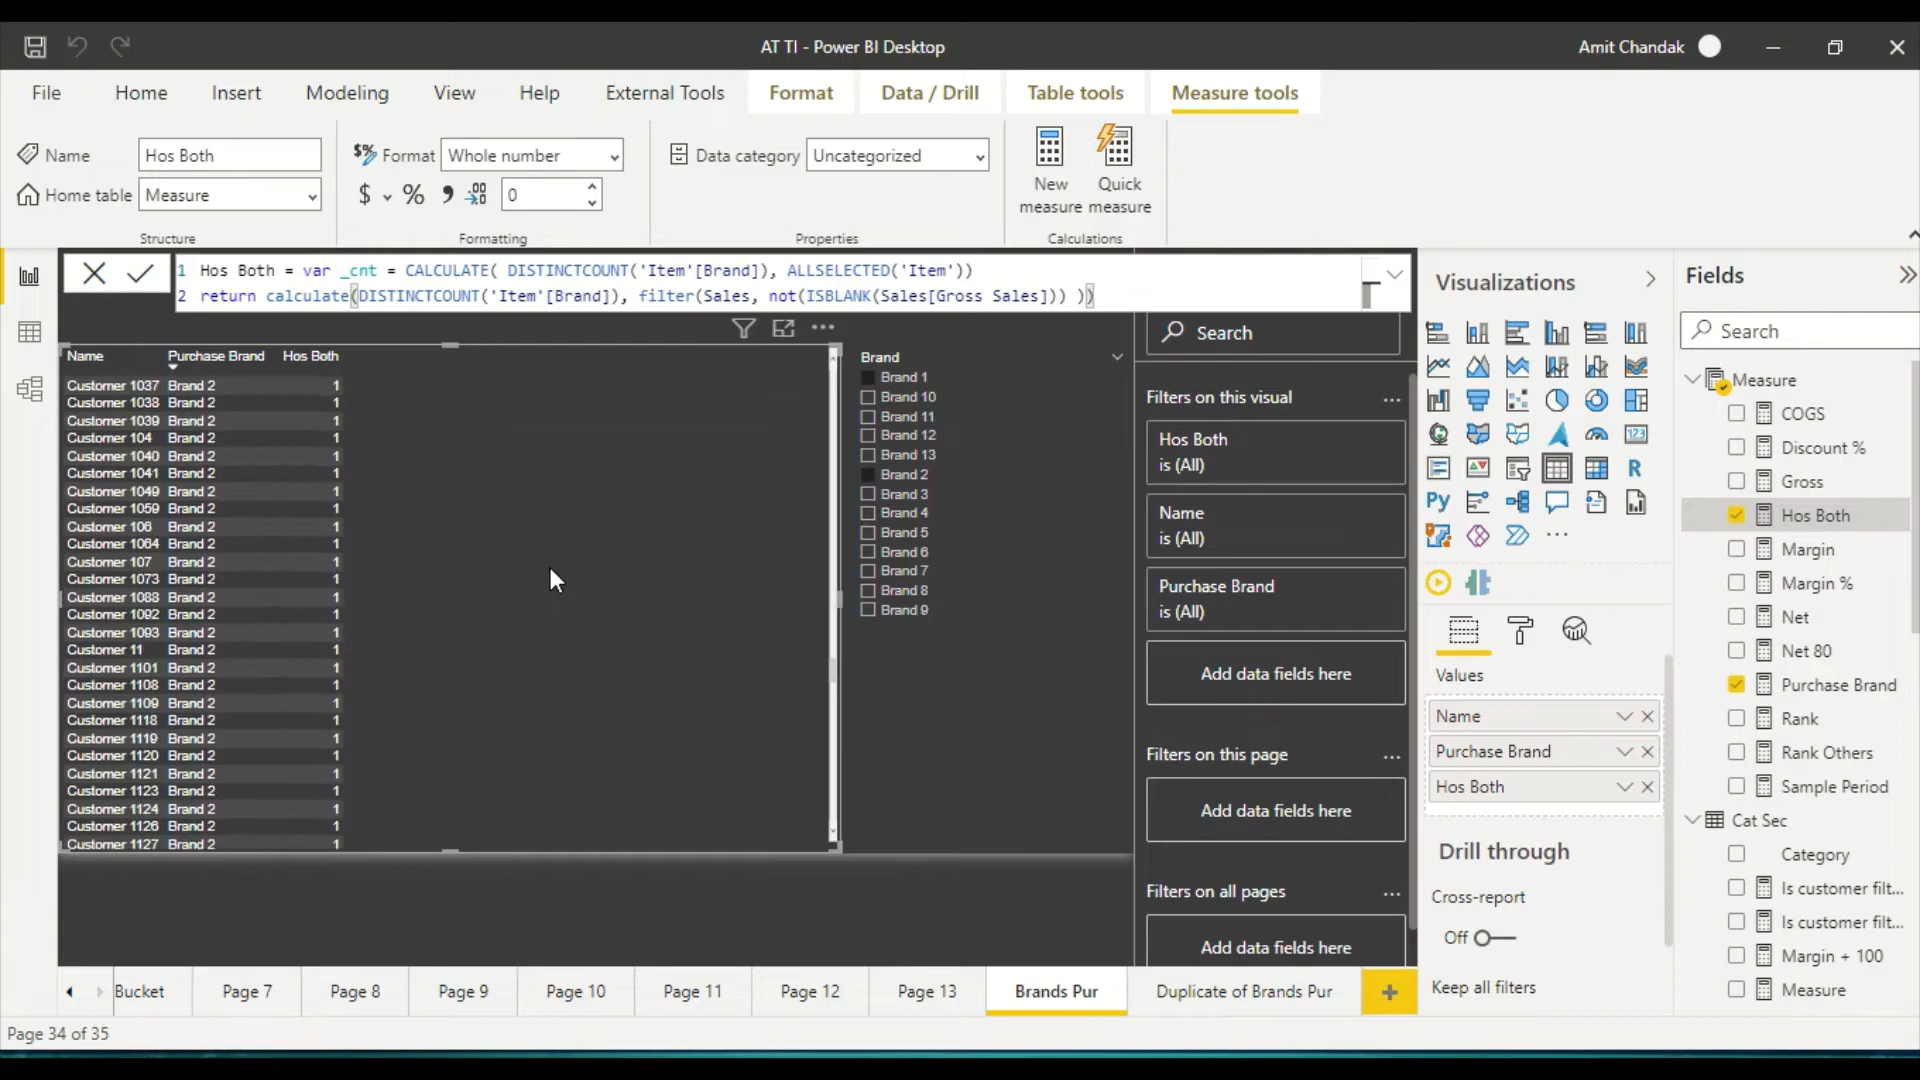 AT TI - Power BI Desktop
Amit Chandak
File
Home
Insert
Modeling
View
Help
External Tools
Format
Data / Drill
Table tools
Measure tools
Name
Hos Both
Home table
Measure
Structure
$% Format
Whole number
$ % , .00
0
Formatting
Data category
Uncategorized
Properties
New
measure
Quick
measure
Calculations
1 Hos Both = var _cnt = CALCULATE( DISTINCTCOUNT('Item'[Brand]), ALLSELECTED('Item'))
2 return calculate(DISTINCTCOUNT('Item'[Brand]), filter(Sales, not(ISBLANK(Sales[Gross Sales])) ))
Name Purchase Brand Hos Both
Customer 1037 Brand 2 1
Customer 1038 Brand 2 1
Customer 1039 Brand 2 1
Customer 104 Brand 2 1
Customer 1040 Brand 2 1
Customer 1041 Brand 2 1
Customer 1049 Brand 2 1
Customer 1059 Brand 2 1
Customer 106 Brand 2 1
Customer 1064 Brand 2 1
Customer 107 Brand 2 1
Customer 1073 Brand 2 1
Customer 1088 Brand 2 1
Customer 1092 Brand 2 1
Customer 1093 Brand 2 1
Customer 11 Brand 2 1
Customer 1101 Brand 2 1
Customer 1108 Brand 2 1
Customer 1109 Brand 2 1
Customer 1118 Brand 2 1
Customer 1119 Brand 2 1
Customer 1120 Brand 2 1
Customer 1121 Brand 2 1
Customer 1123 Brand 2 1
Customer 1124 Brand 2 1
Customer 1126 Brand 2 1
Customer 1127 Brand 2 1
Brand
Brand 1
Brand 10
Brand 11
Brand 12
Brand 13
Brand 2
Brand 3
Brand 4
Brand 5
Brand 6
Brand 7
Brand 8
Brand 9
Search
Filters on this visual
Hos Both
is (All)
Name
is (All)
Purchase Brand
is (All)
Add data fields here
Filters on this page
Add data fields here
Filters on all pages
Add data fields here
Visualizations
123
R
Py
Values
Name
Purchase Brand
Hos Both
Drill through
Cross-report
Off
Keep all filters
Fields
Search
Measure
COGS
Discount %
Gross
Hos Both
Margin
Margin %
Net
Net 80
Purchase Brand
Rank
Rank Others
Sample Period
Cat Sec
Category
Is customer filt...
Is customer filt...
Margin + 100
Measure
Bucket
Page 7
Page 8
Page 9
Page 10
Page 11
Page 12
Page 13
Brands Pur
Duplicate of Brands Pur
Page 34 of 35